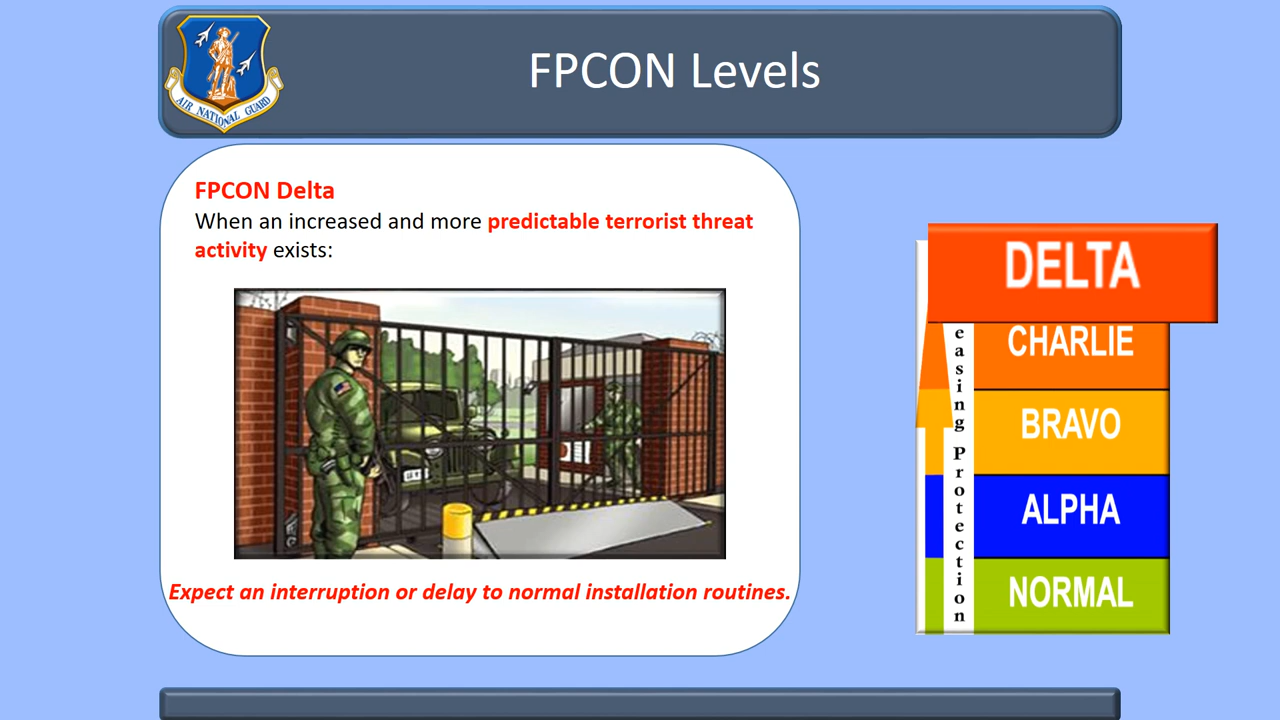 AIR NATIONAL GUARD
FPCON Levels
FPCON Delta
When an increased and more predictable terrorist threat
activity exists:
Expect an interruption or delay to normal installation routines.
DELTA
CHARLIE
BRAVO
ALPHA
NORMAL
easing Protection